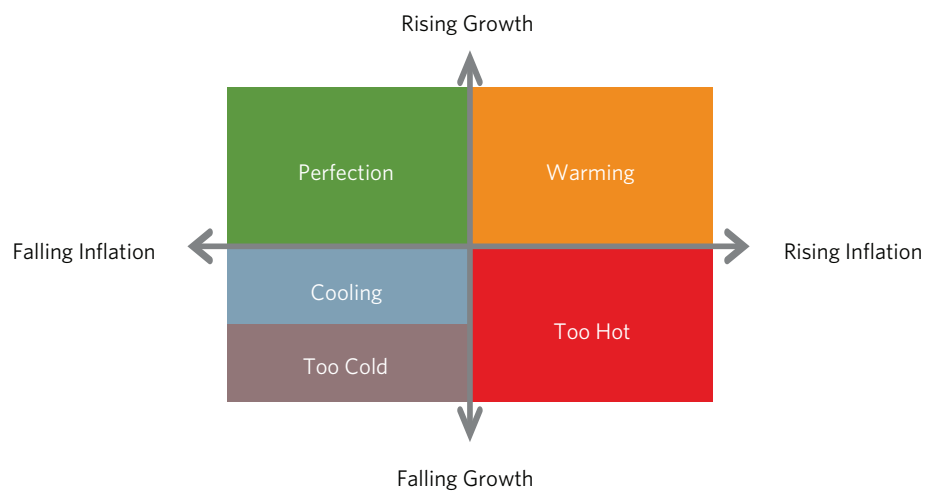 Rising Growth
Perfection
Warming
Falling Inflation
Rising Inflation
Cooling
Too Hot
Too Cold
Falling Growth